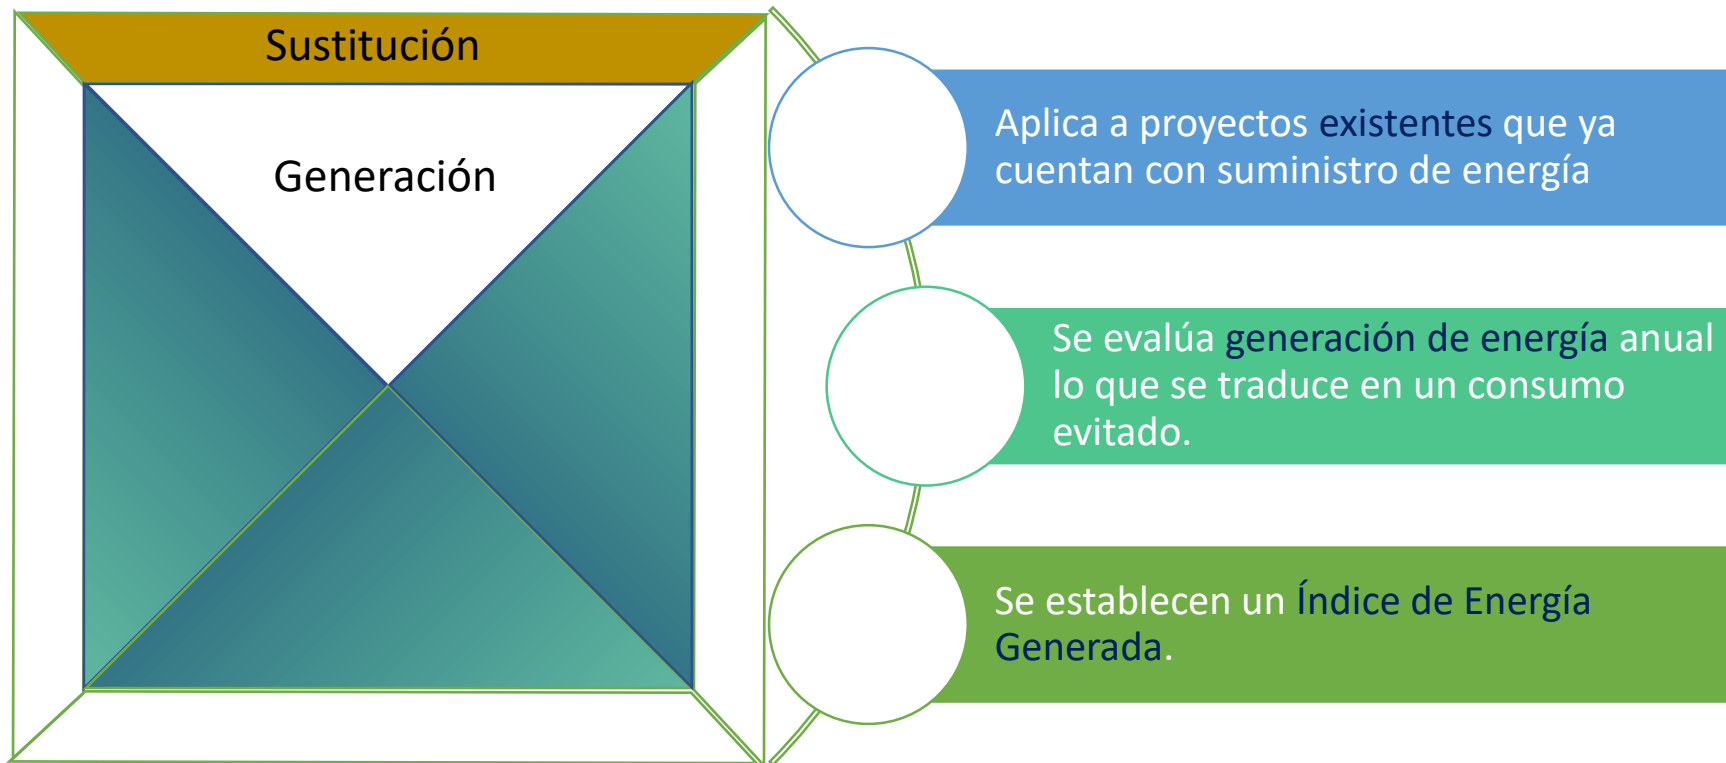 Sustitución
Generación
Aplica a proyectos existentes que ya
cuentan con suministro de energía
Se evalúa generación de energía anual
lo que se traduce en un consumo
evitado.
Se establecen un Índice de Energía
Generada.